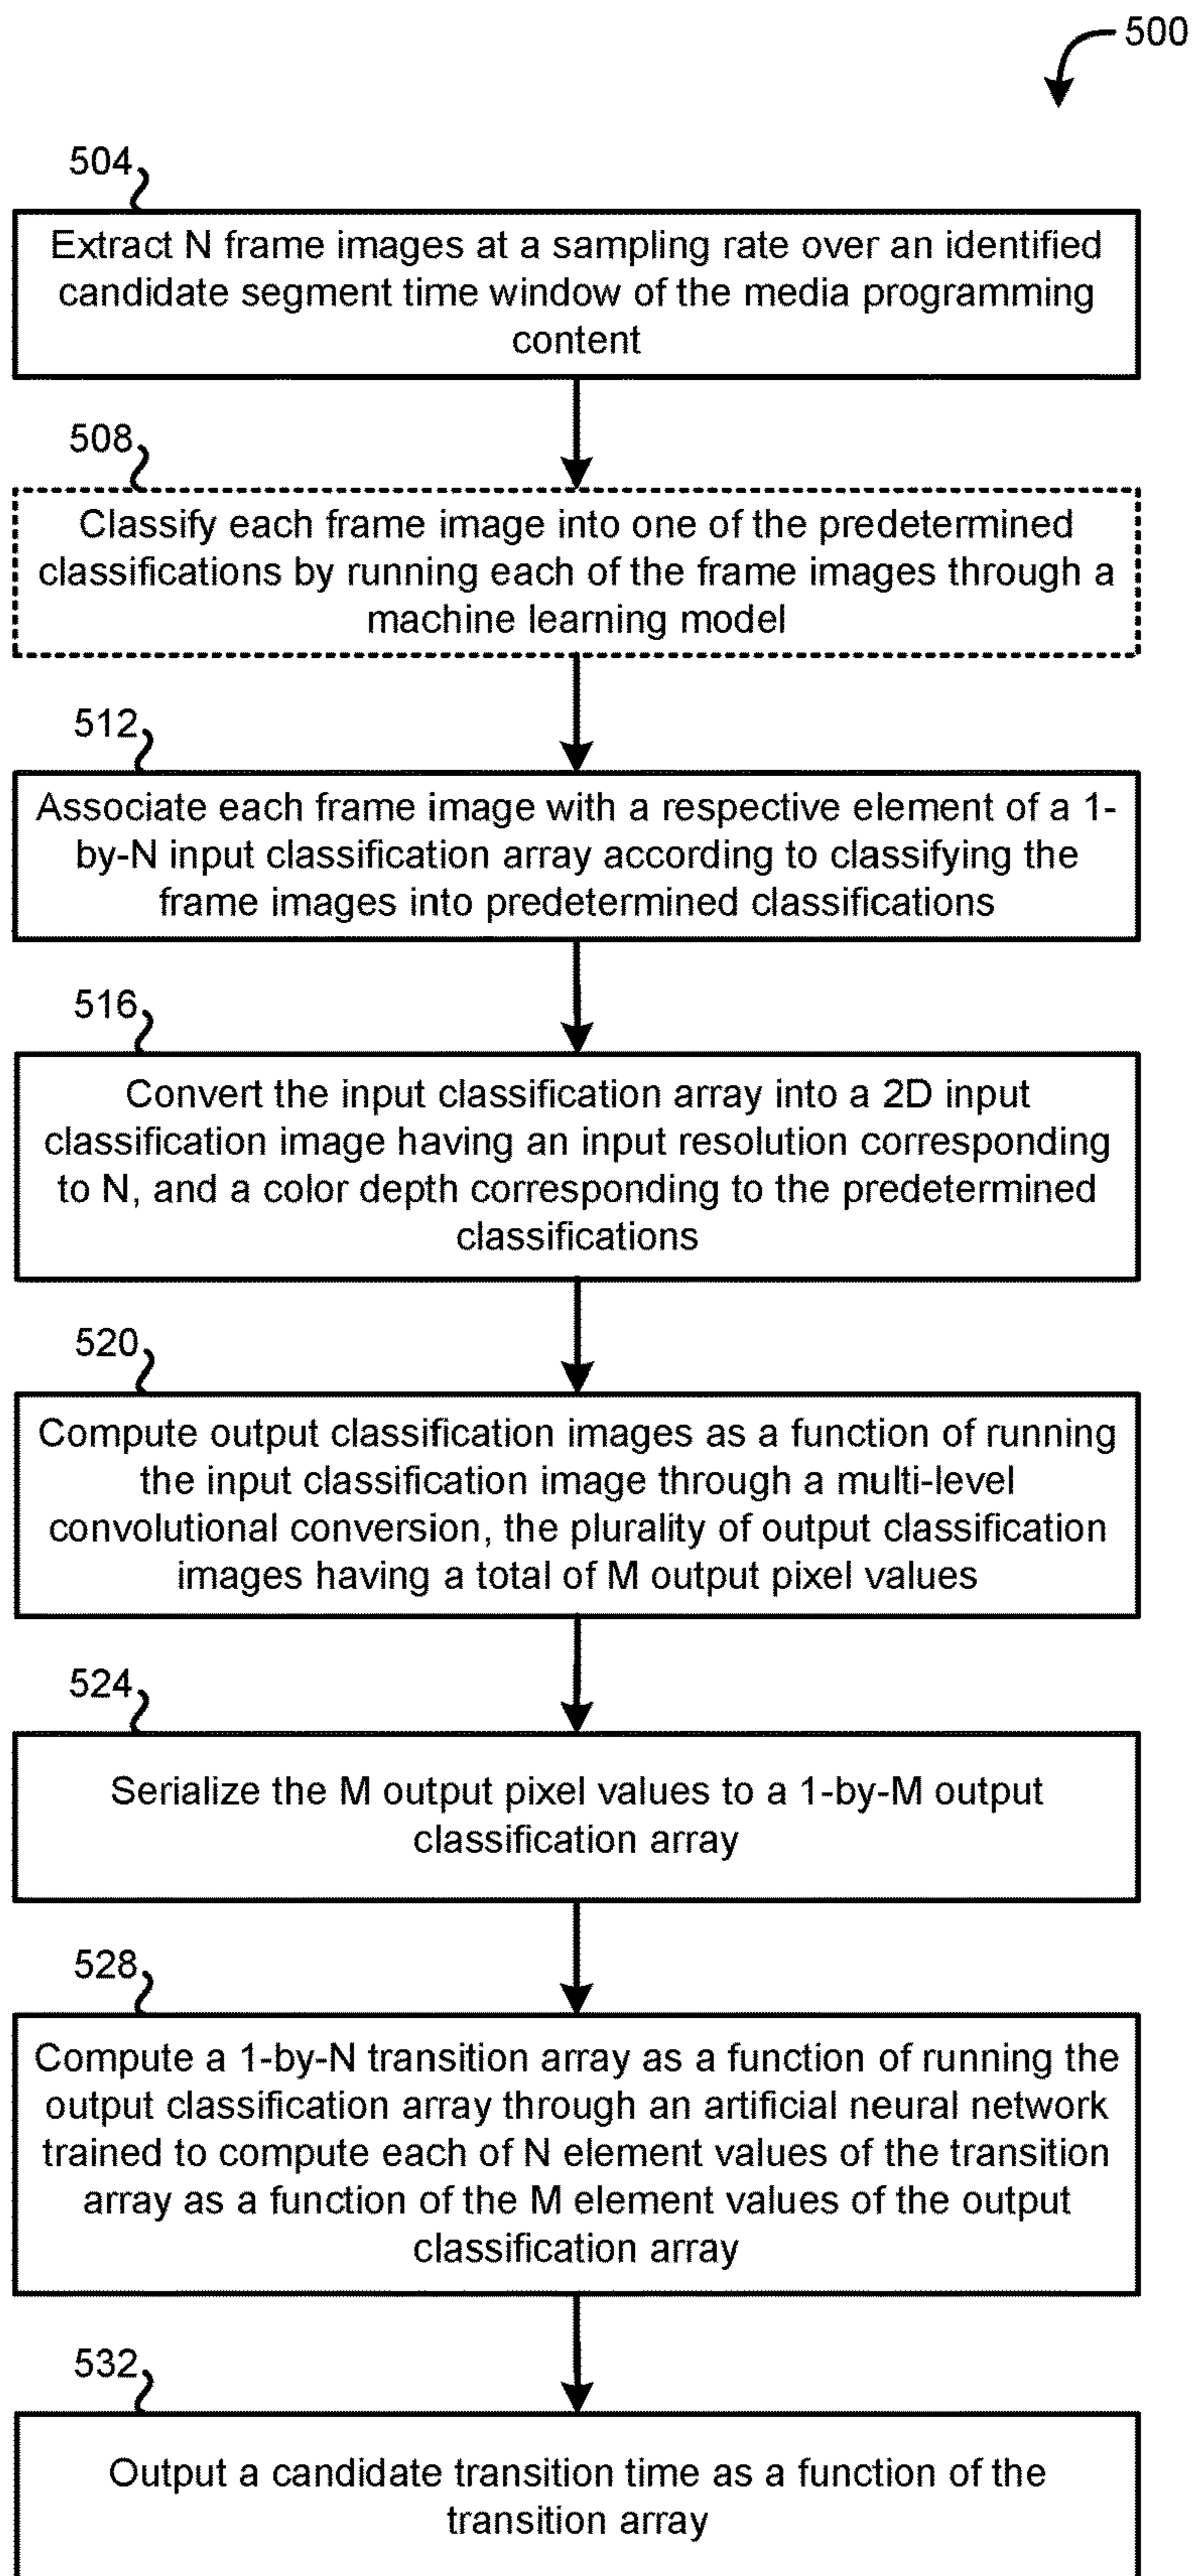 500
504
Extract N frame images at a sampling rate over an identified
candidate segment time window of the media programming
content
508
Classify each frame image into one of the predetermined
classifications by running each of the frame images through a
machine learning model
512
Associate each frame image with a respective element of a 1-
by-N input classification array according to classifying the
frame images into predetermined classifications
516
Convert the input classification array into a 2D input
classification image having an input resolution corresponding
to N, and a color depth corresponding to the predetermined
classifications
520
Compute output classification images as a function of running
the input classification image through a multi-level
convolutional conversion, the plurality of output classification
images having a total of M output pixel values
524
Serialize the M output pixel values to a 1-by-M output
classification array
528
Compute a 1-by-N transition array as a function of running the
output classification array through an artificial neural network
trained to compute each of N element values of the transition
array as a function of the M element values of the output
classification array
532
Output a candidate transition time as a function of the
transition array